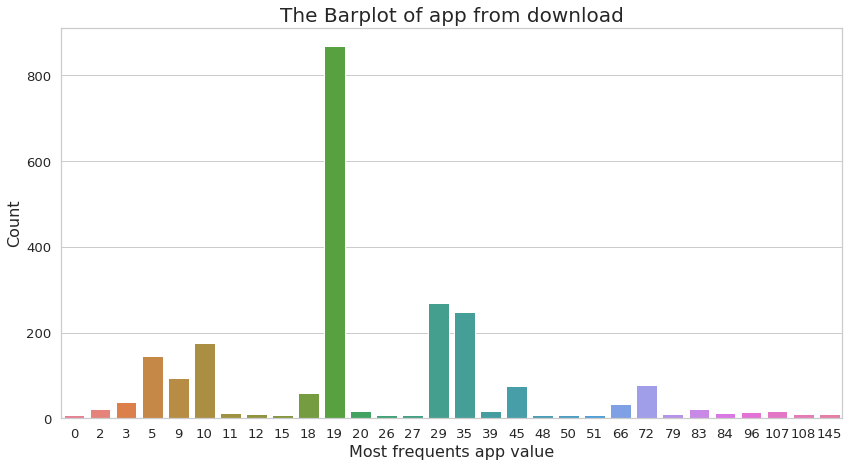 The Barplot of app from download
Count
800
600
400
200
0
0 2 3 5 9 10 11 12 15 18 19 20 26 27 29 35 39 45 48 50 51 66 72 79 83 84 96 107 108 145
Most frequents app value